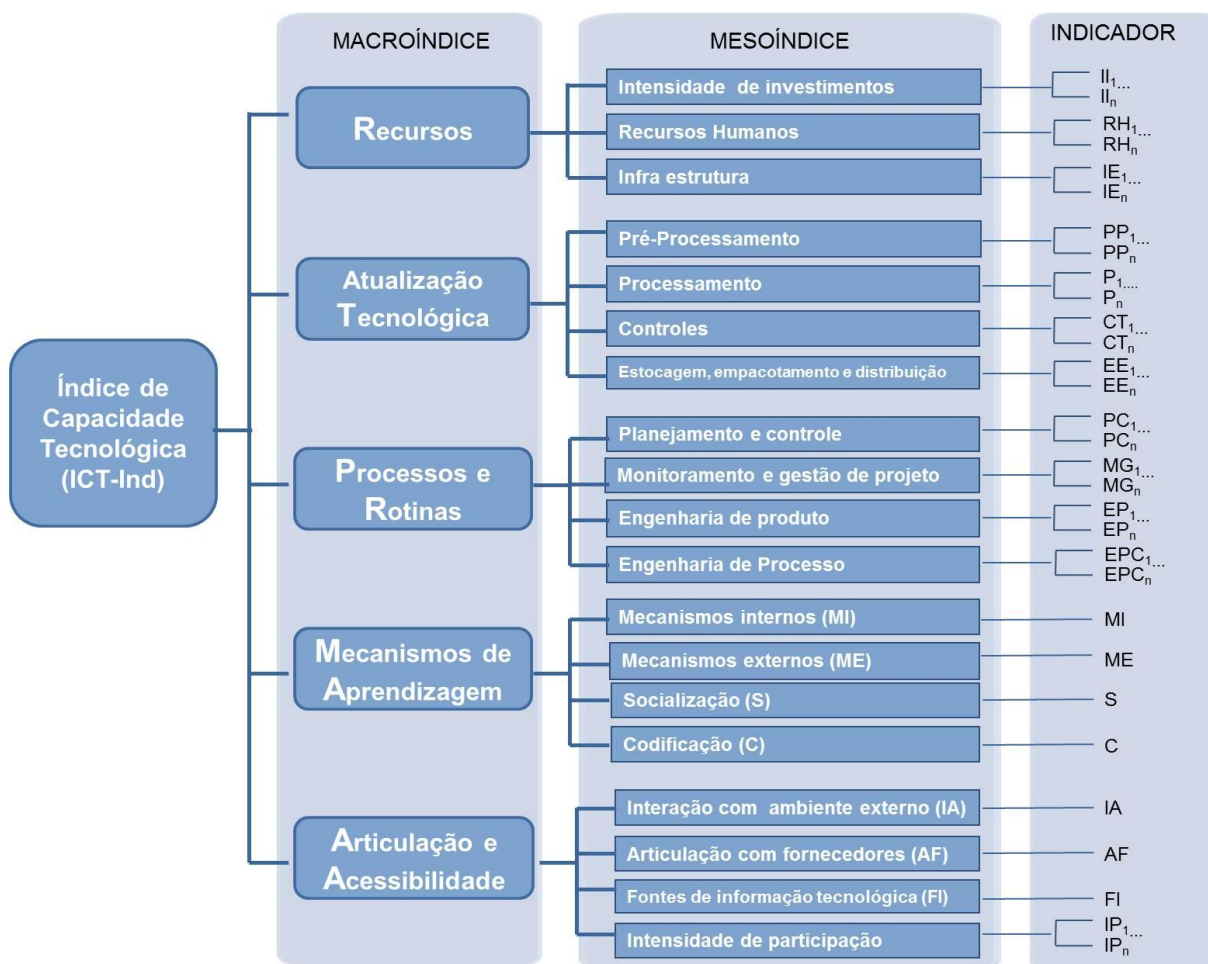 MACROÍNDICE
MESOÍNDICE
INDICADOR
Índice de
Capacidade
Tecnológica
(ICT-Ind)
Recursos
Intensidade de investimentos
II1...
IIn
Recursos Humanos
RH1...
RHn
Infra estrutura
IE1...
IEn
Atualização
Tecnológica
Pré-Processamento
PP1...
PPn
Processamento
P1....
Pn
Controles
CT1...
CTn
Estocagem, empacotamento e distribuição
EE1...
EEn
Processos e
Rotinas
Planejamento e controle
PC1...
PCn
Monitoramento e gestão de projeto
MG1...
MGn
Engenharia de produto
EP1...
EPn
Engenharia de Processo
EPC1...
EPCn
Mecanismos de
Aprendizagem
Mecanismos internos (MI)
MI
Mecanismos externos (ME)
ME
Socialização (S)
S
Codificação (C)
C
Articulação e
Acessibilidade
Interação com ambiente externo (IA)
IA
Articulação com fornecedores (AF)
AF
Fontes de informação tecnológica (FI)
FI
Intensidade de participação
IP1...
IPn